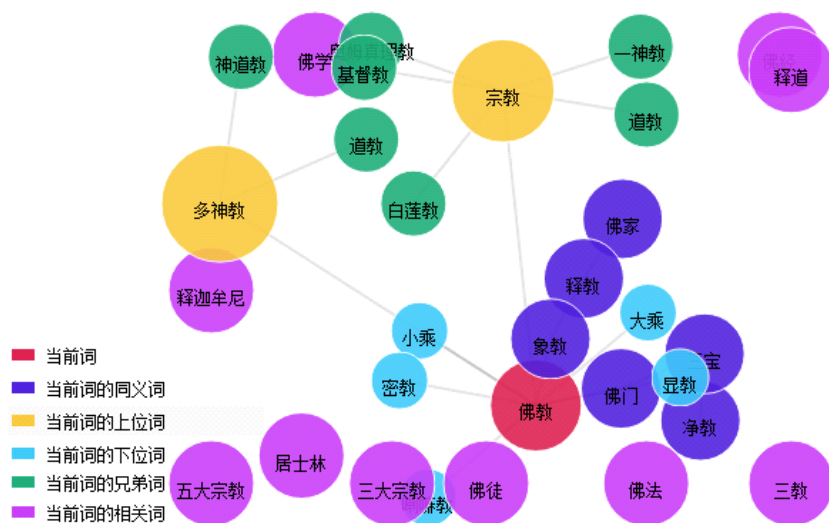 神道教
佛学
基督教
宗教
一神教
释道
道教
道教
多神教
白莲教
佛家
释教
释迦牟尼
小乘
大乘
象教
密教
显教
佛门
佛教
净教
当前词
当前词的同义词
当前词的上位词
当前词的下位词
当前词的兄弟词
当前词的相关词
居士林
五大宗教
三大宗教
佛徒
佛法
三教